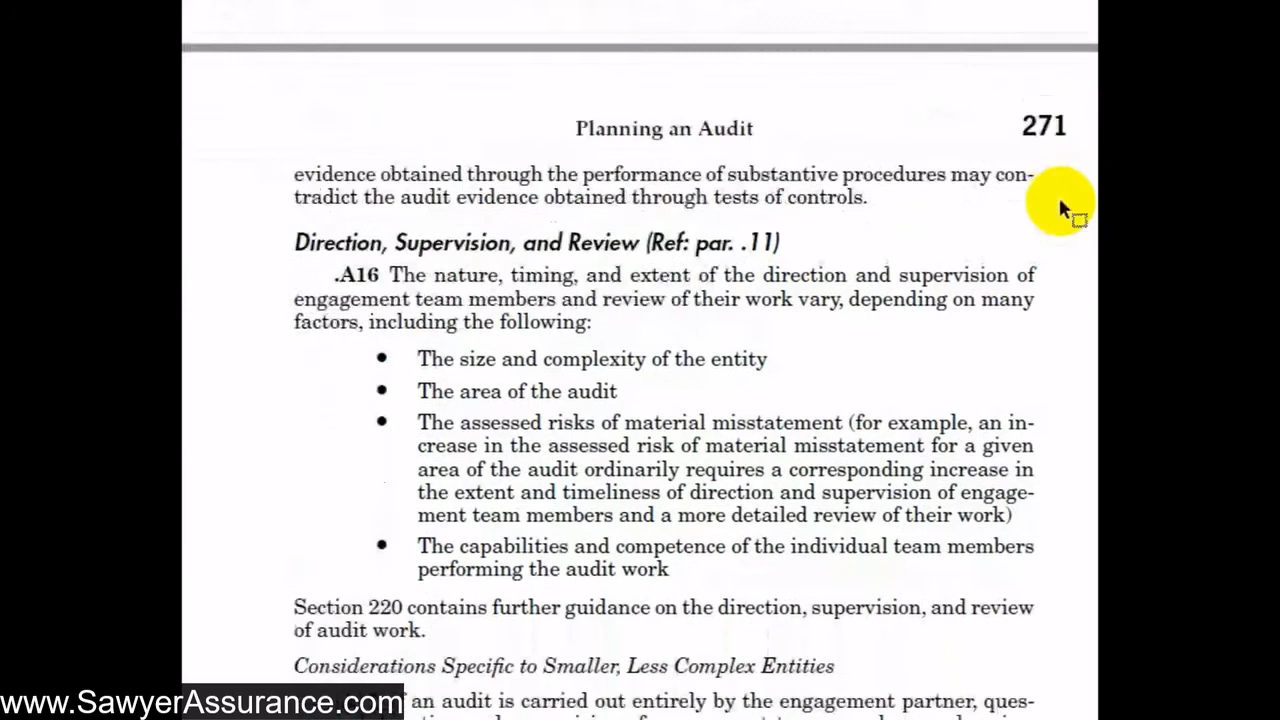 Planning an Audit 271
evidence obtained through the performance of substantive procedures may con-
tradict the audit evidence obtained through tests of controls.
Direction, Supervision, and Review (Ref: par. .11)
.A16 The nature, timing, and extent of the direction and supervision of
engagement team members and review of their work vary, depending on many
factors, including the following:
• The size and complexity of the entity
• The area of the audit
• The assessed risks of material misstatement (for example, an in-
crease in the assessed risk of material misstatement for a given
area of the audit ordinarily requires a corresponding increase in
the extent and timeliness of direction and supervision of engage-
ment team members and a more detailed review of their work)
• The capabilities and competence of the individual team members
performing the audit work
Section 220 contains further guidance on the direction, supervision, and review
of audit work.
Considerations Specific to Smaller, Less Complex Entities
an audit is carried out entirely by the engagement partner, ques-
www.SawyerAssurance.com